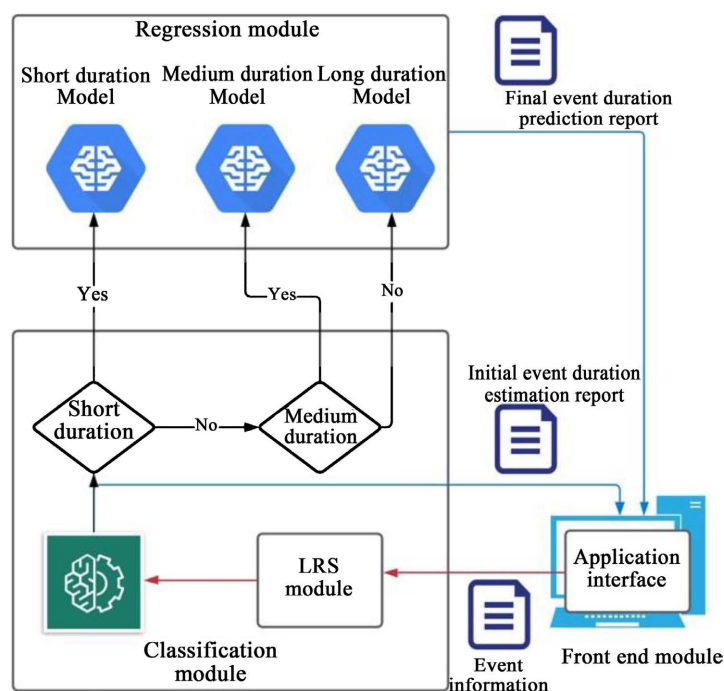 Regression module
Short duration
Model
Medium duration
Model
Long duration
Model
Final event duration
prediction report
Yes
Yes
No
Initial event duration
estimation report
Short
duration
No
Medium
duration
LRS
module
Application
interface
Classification
module
Event
information
Front end module